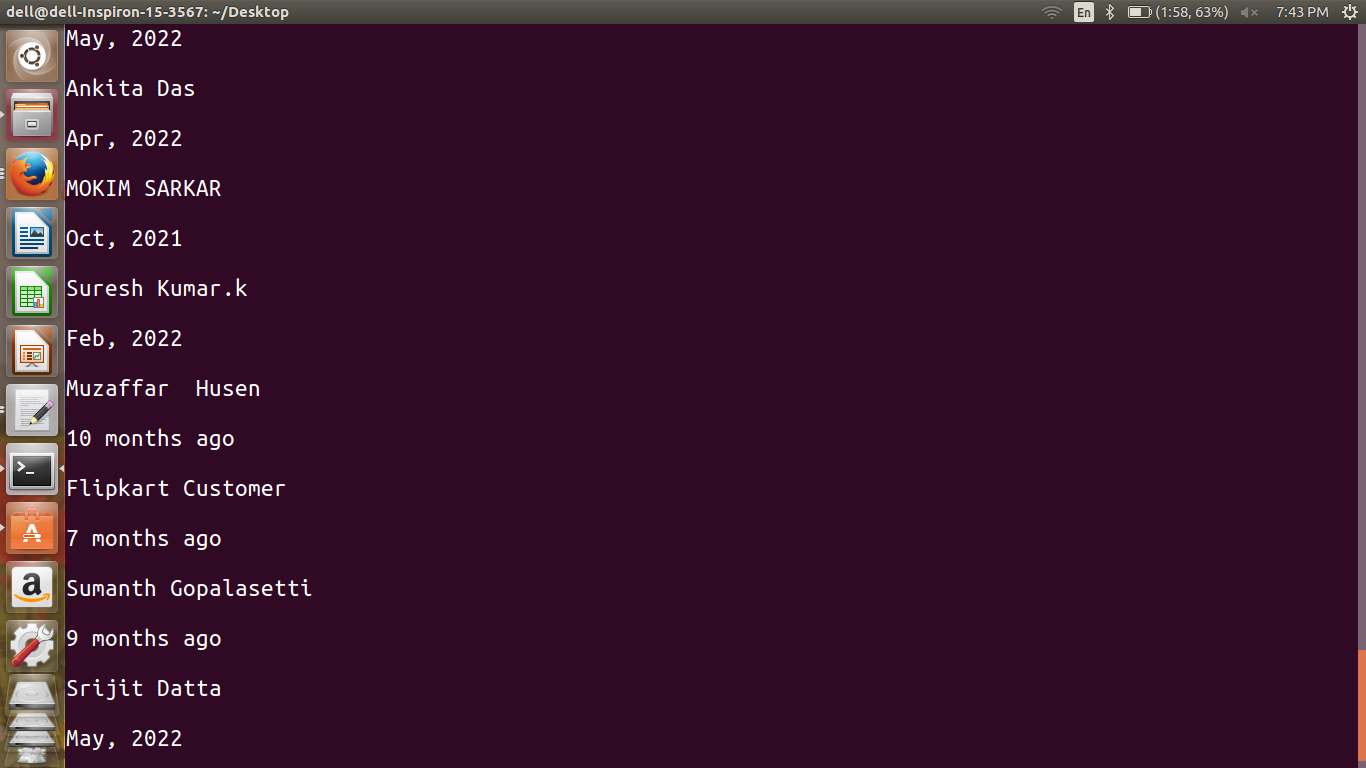 dell@dell-Inspiron-15-3567: ~/Desktop En (1:58, 63%) 7:43 PM
May, 2022
Ankita Das
Apr, 2022
MOKIM SARKAR
Oct, 2021
Suresh Kumar.k
Feb, 2022
Muzaffar  Husen
10 months ago
Flipkart Customer
7 months ago
Sumanth Gopalasetti
9 months ago
Srijit Datta
May, 2022